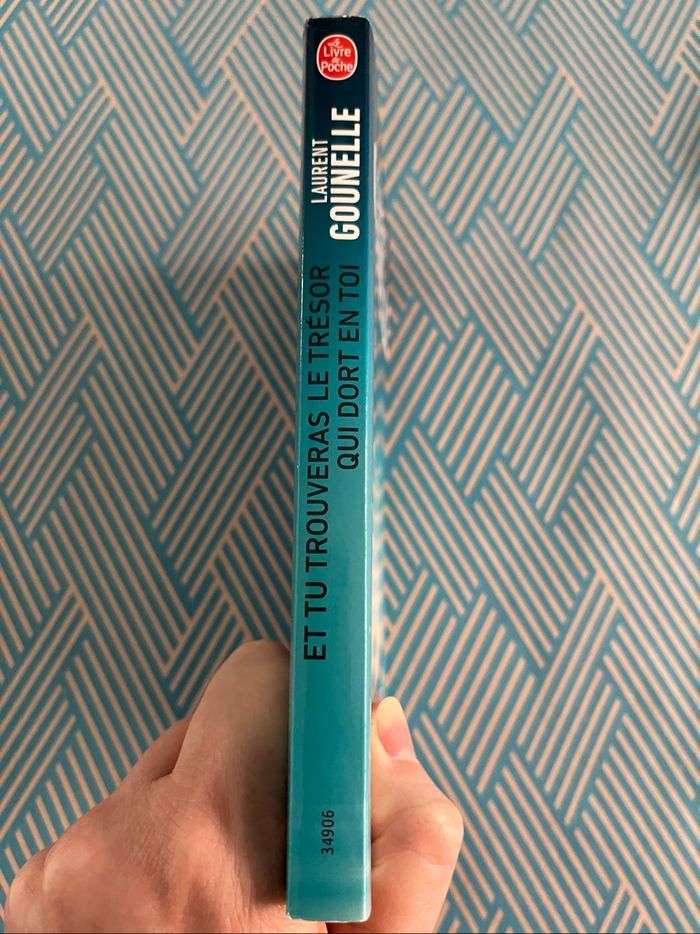 Le
Livre
de
Poche
LAURENT
GOUNELLE
ET TU TROUVERAS LE TRÉSOR
QUI DORT EN TOI
34906